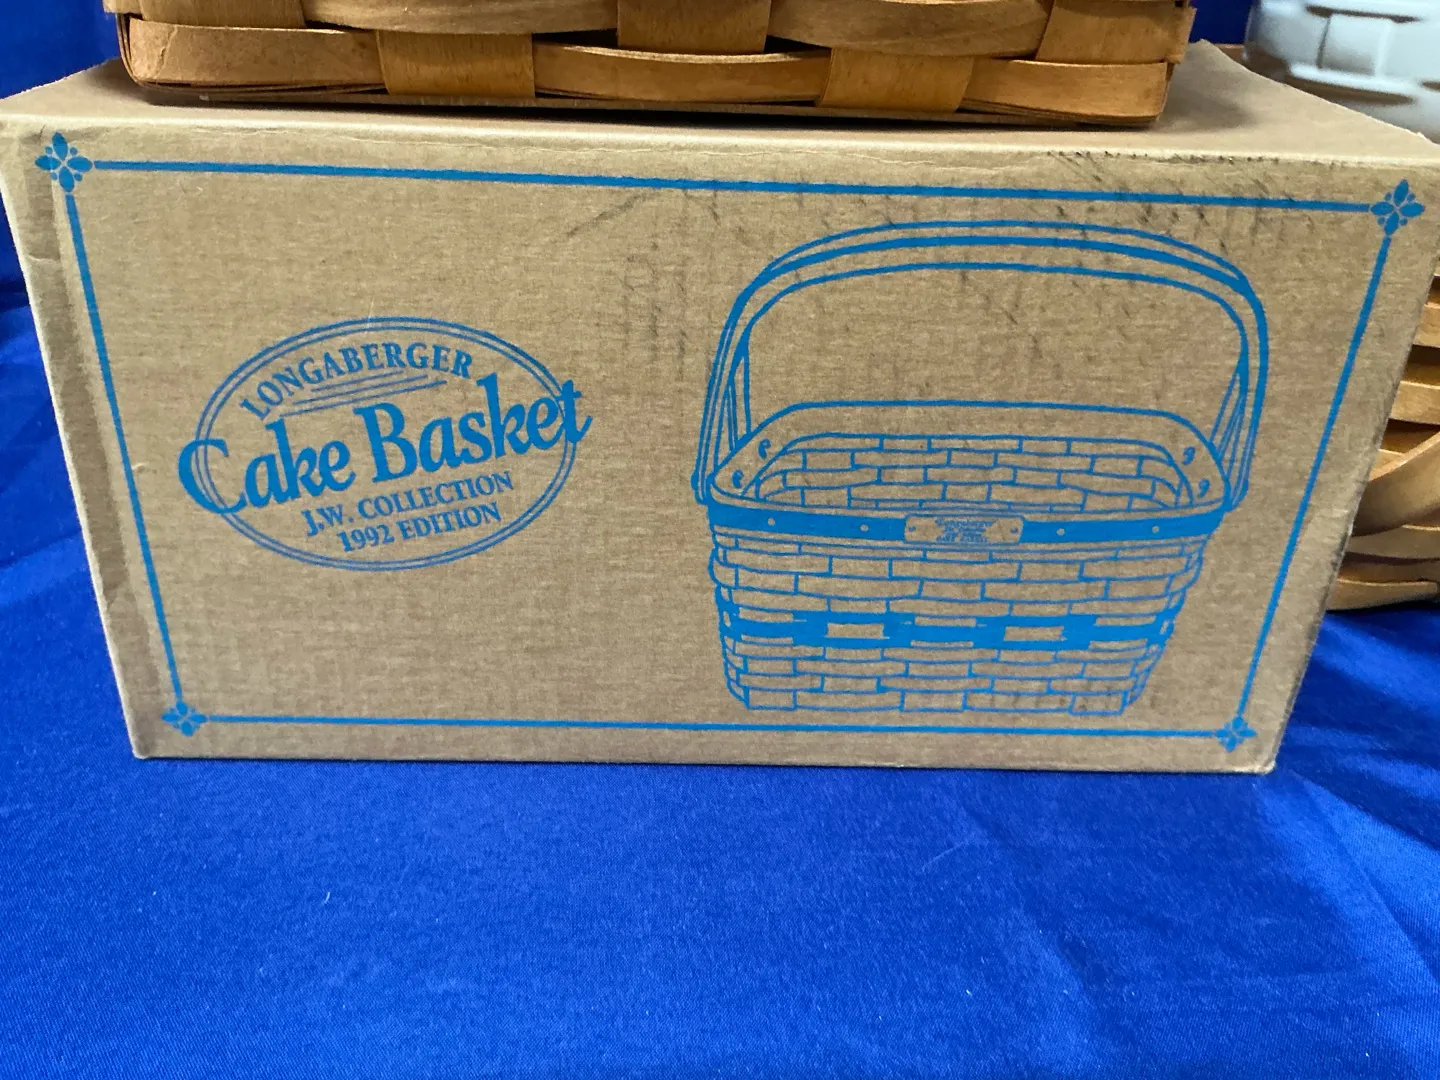 LONGABERGER
Cake Basket
J.W. COLLECTION
1992 EDITION